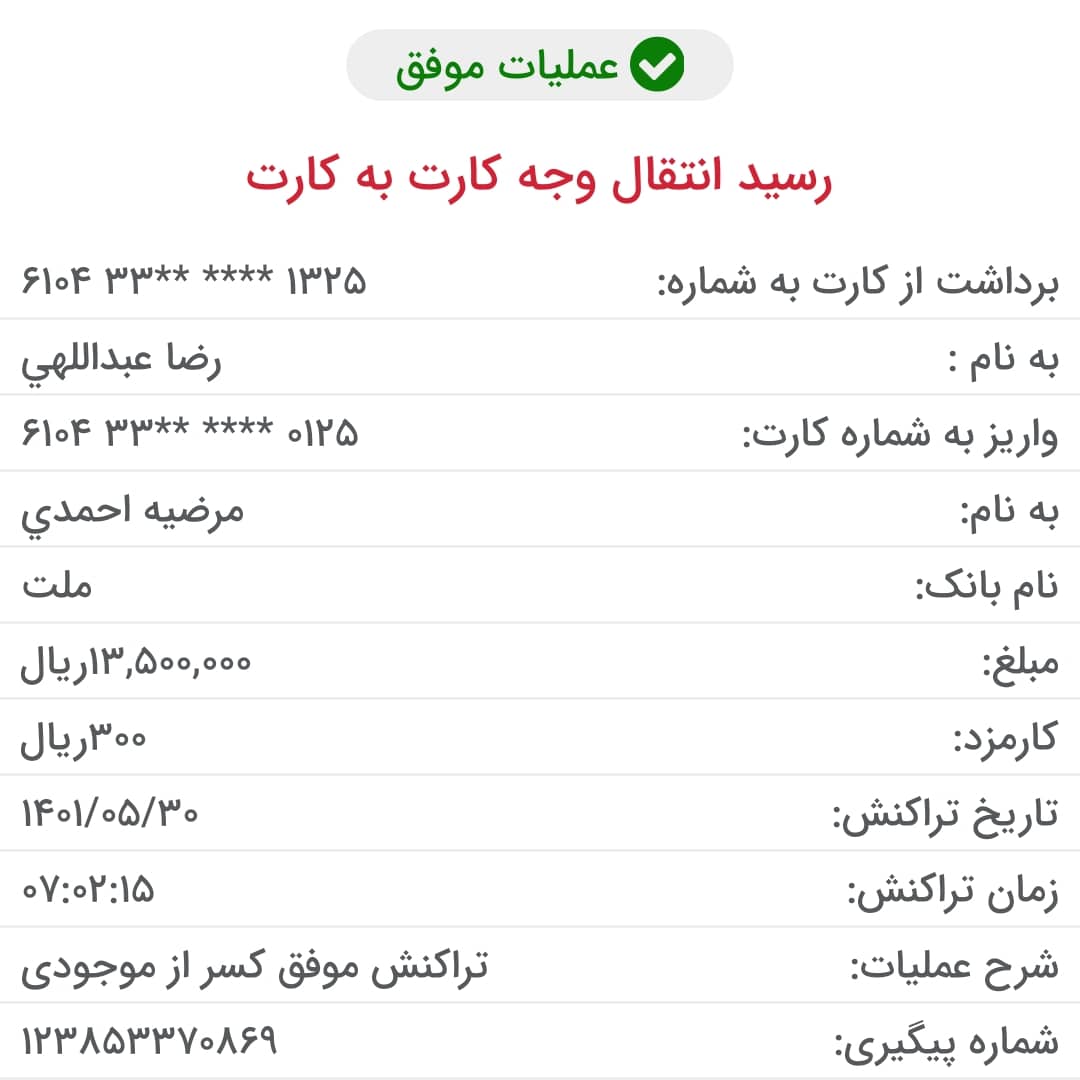 عملیات موفق
رسید انتقال وجه کارت به کارت
برداشت از کارت به شماره: ۶۱۰۴ ۳۳** **** ۱۳۲۵
به نام : رضا عبداللهي
واریز به شماره کارت: ۶۱۰۴ ۳۳** **** ۰۱۲۵
به نام: مرضیه احمدي
نام بانک: ملت
مبلغ: ۱۳,۵۰۰,۰۰۰ریال
کارمزد: ۳۰۰ریال
تاریخ تراکنش: ۱۴۰۱/۰۵/۳۰
زمان تراکنش: ۰۷:۰۲:۱۵
شرح عملیات: تراکنش موفق کسر از موجودی
شماره پیگیری: ۱۲۳۸۵۳۳۷۰۸۶۹